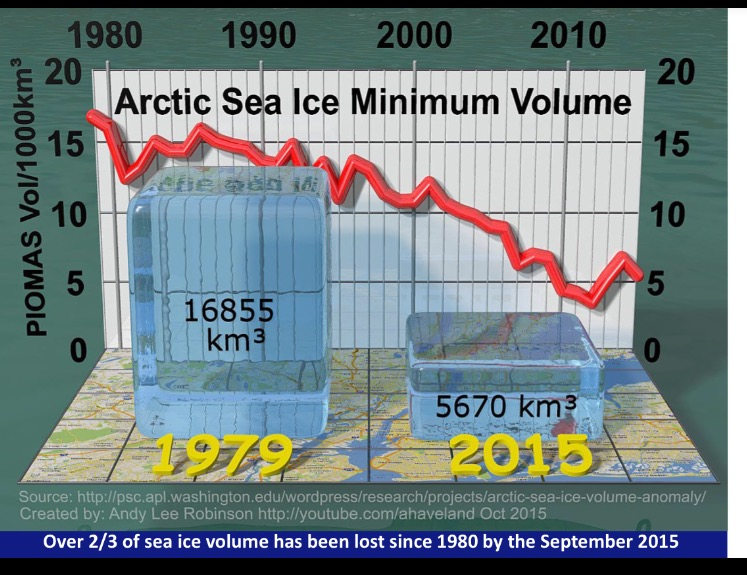 1980 1990 2000 2010
Arctic Sea Ice Minimum Volume
PIOMAS Vol/1000km³
20 20
15 15
10 10
5 5
0 0
16855
km³
5670 km³
1979 2015
Source: http://psc.apl.washington.edu/wordpress/research/projects/arctic-sea-ice-volume-anomaly/
Created by: Andy Lee Robinson http://youtube.com/ahaveland Oct 2015
Over 2/3 of sea ice volume has been lost since 1980 by the September 2015